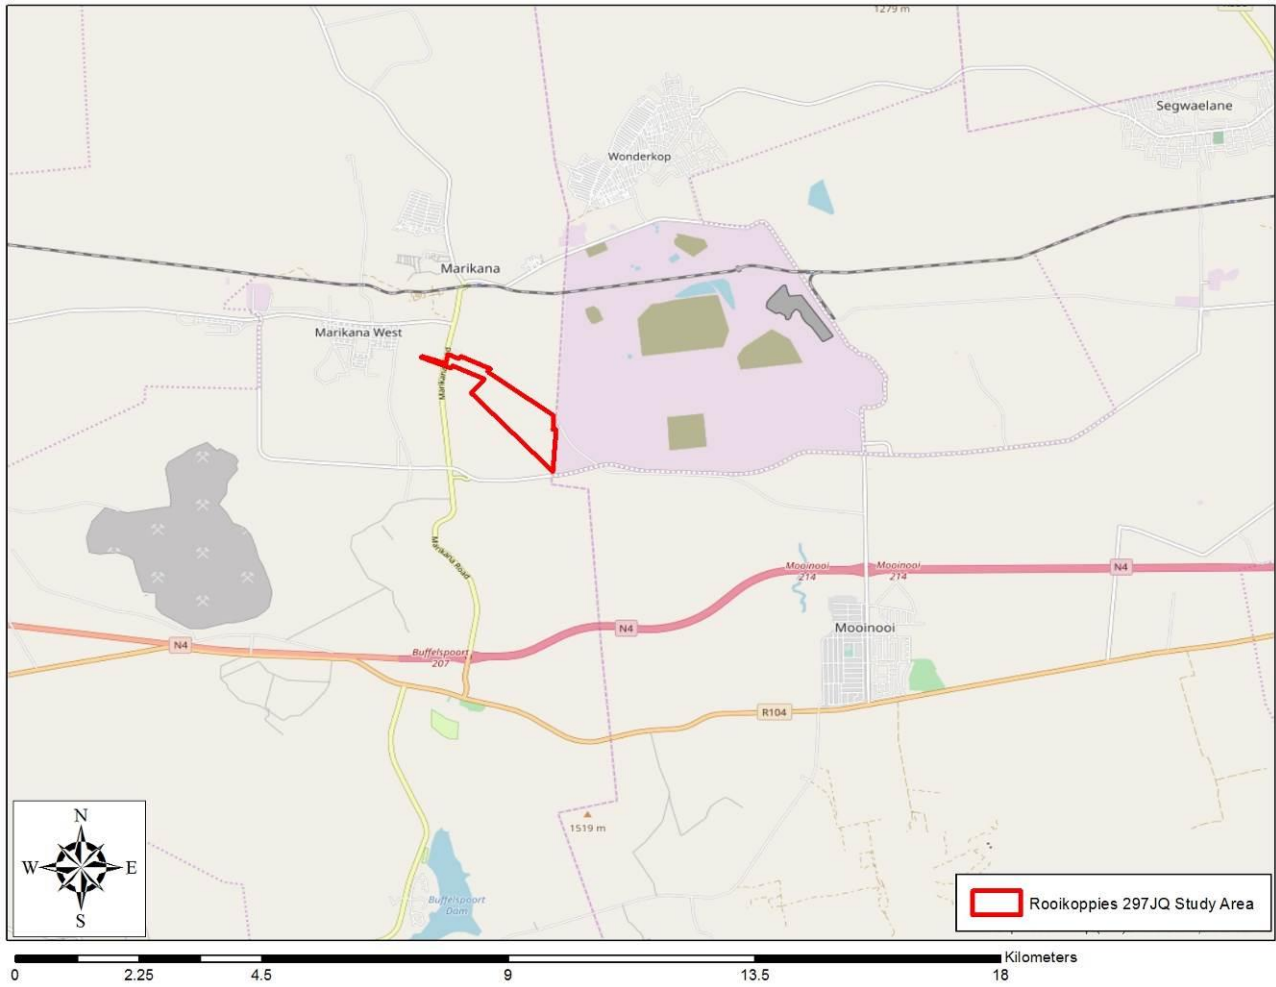 1279 m
Segwaelane
Wonderkop
Marikana
Marikana West
Marikana
Marikana Road
Mooinooi
214
Mooinooi
214
N4
N4
Mooinooi
N4
Buffelspoort
207
R104
1519 m
N
W
E
S
Buffelspoort
Dam
Rooikoppies 297JQ Study Area
Kilometers
0
2.25
4.5
9
13.5
18